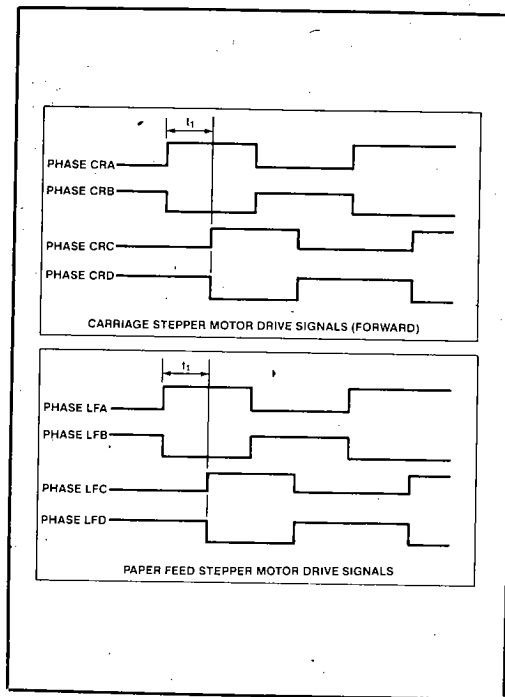 t1
PHASE CRA
PHASE CRB
PHASE CRC
PHASE CRD
CARRIAGE STEPPER MOTOR DRIVE SIGNALS (FORWARD)
t1
PHASE LFA
PHASE LFB
PHASE LFC
PHASE LFD
PAPER FEED STEPPER MOTOR DRIVE SIGNALS